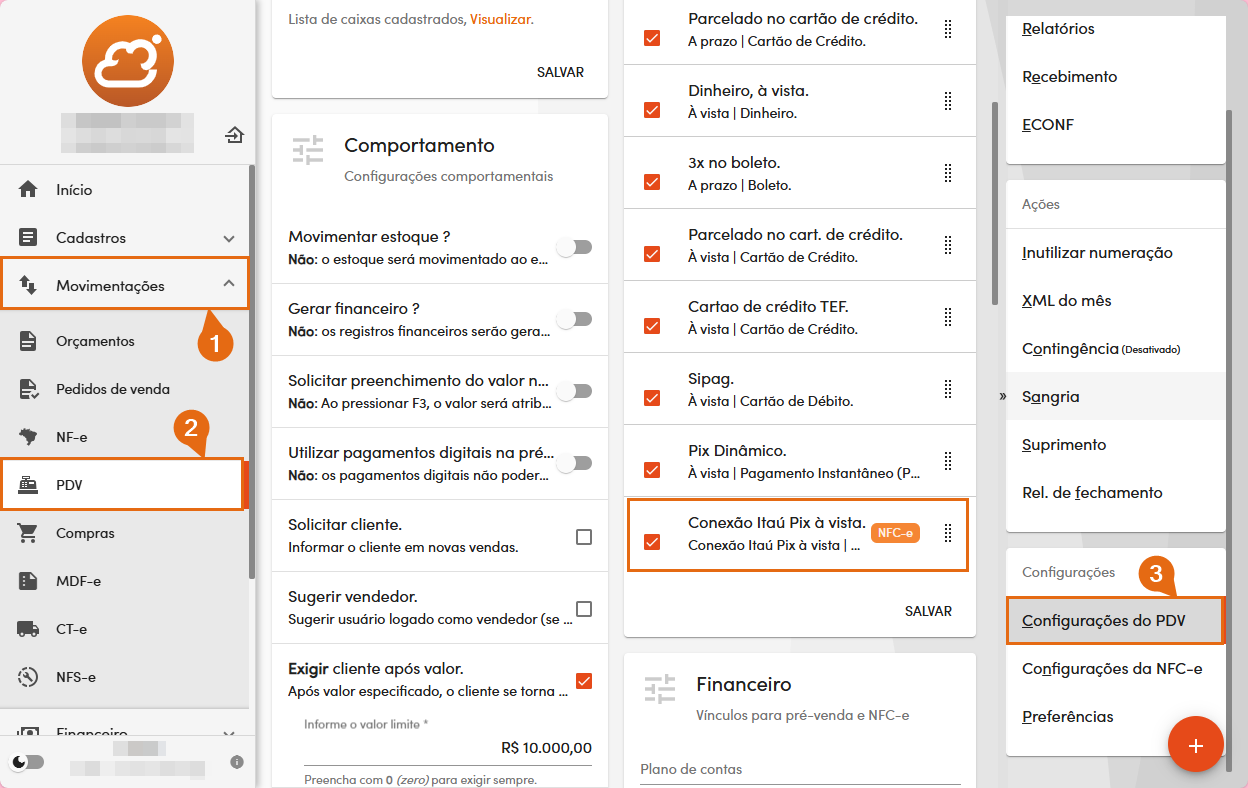 Início
Cadastros
Movimentações
1
Orçamentos
Pedidos de venda
2
NF-e
PDV
Compras
MDF-e
CT-e
NFS-e
Financeiro
Lista de caixas cadastrados, Visualizar.
SALVAR
Comportamento
Configurações comportamentais
Movimentar estoque ?
Não: o estoque será movimentado ao e...
Gerar financeiro ?
Não: os registros financeiros serão gera...
Solicitar preenchimento do valor n...
Não: Ao pressionar F3, o valor será atrib...
Utilizar pagamentos digitais na pré...
Não: os pagamentos digitais não poder...
Solicitar cliente.
Informar o cliente em novas vendas.
Sugerir vendedor.
Sugerir usuário logado como vendedor (se ...
Exigir cliente após valor.
Após valor especificado, o cliente se torna ...
Informe o valor limite *
R$ 10.000,00
Preencha com 0 (zero) para exigir sempre.
Parcelado no cartão de crédito.
A prazo | Cartão de Crédito.
Dinheiro, à vista.
À vista | Dinheiro.
3x no boleto.
A prazo | Boleto.
Parcelado no cart. de crédito.
À vista | Cartão de Crédito.
Cartao de crédito TEF.
À vista | Cartão de Crédito.
Sipag.
À vista | Cartão de Débito.
Pix Dinâmico.
À vista | Pagamento Instantâneo (P...
Conexão Itaú Pix à vista.
NFC-e
Conexão Itaú Pix à vista | ...
SALVAR
Financeiro
Vínculos para pré-venda e NFC-e
Plano de contas
Relatórios
Recebimento
ECONF
Ações
Inutilizar numeração
XML do mês
Contingência (Desativado)
» Sangria
Suprimento
Rel. de fechamento
Configurações
3
Configurações do PDV
Configurações da NFC-e
Preferências
+